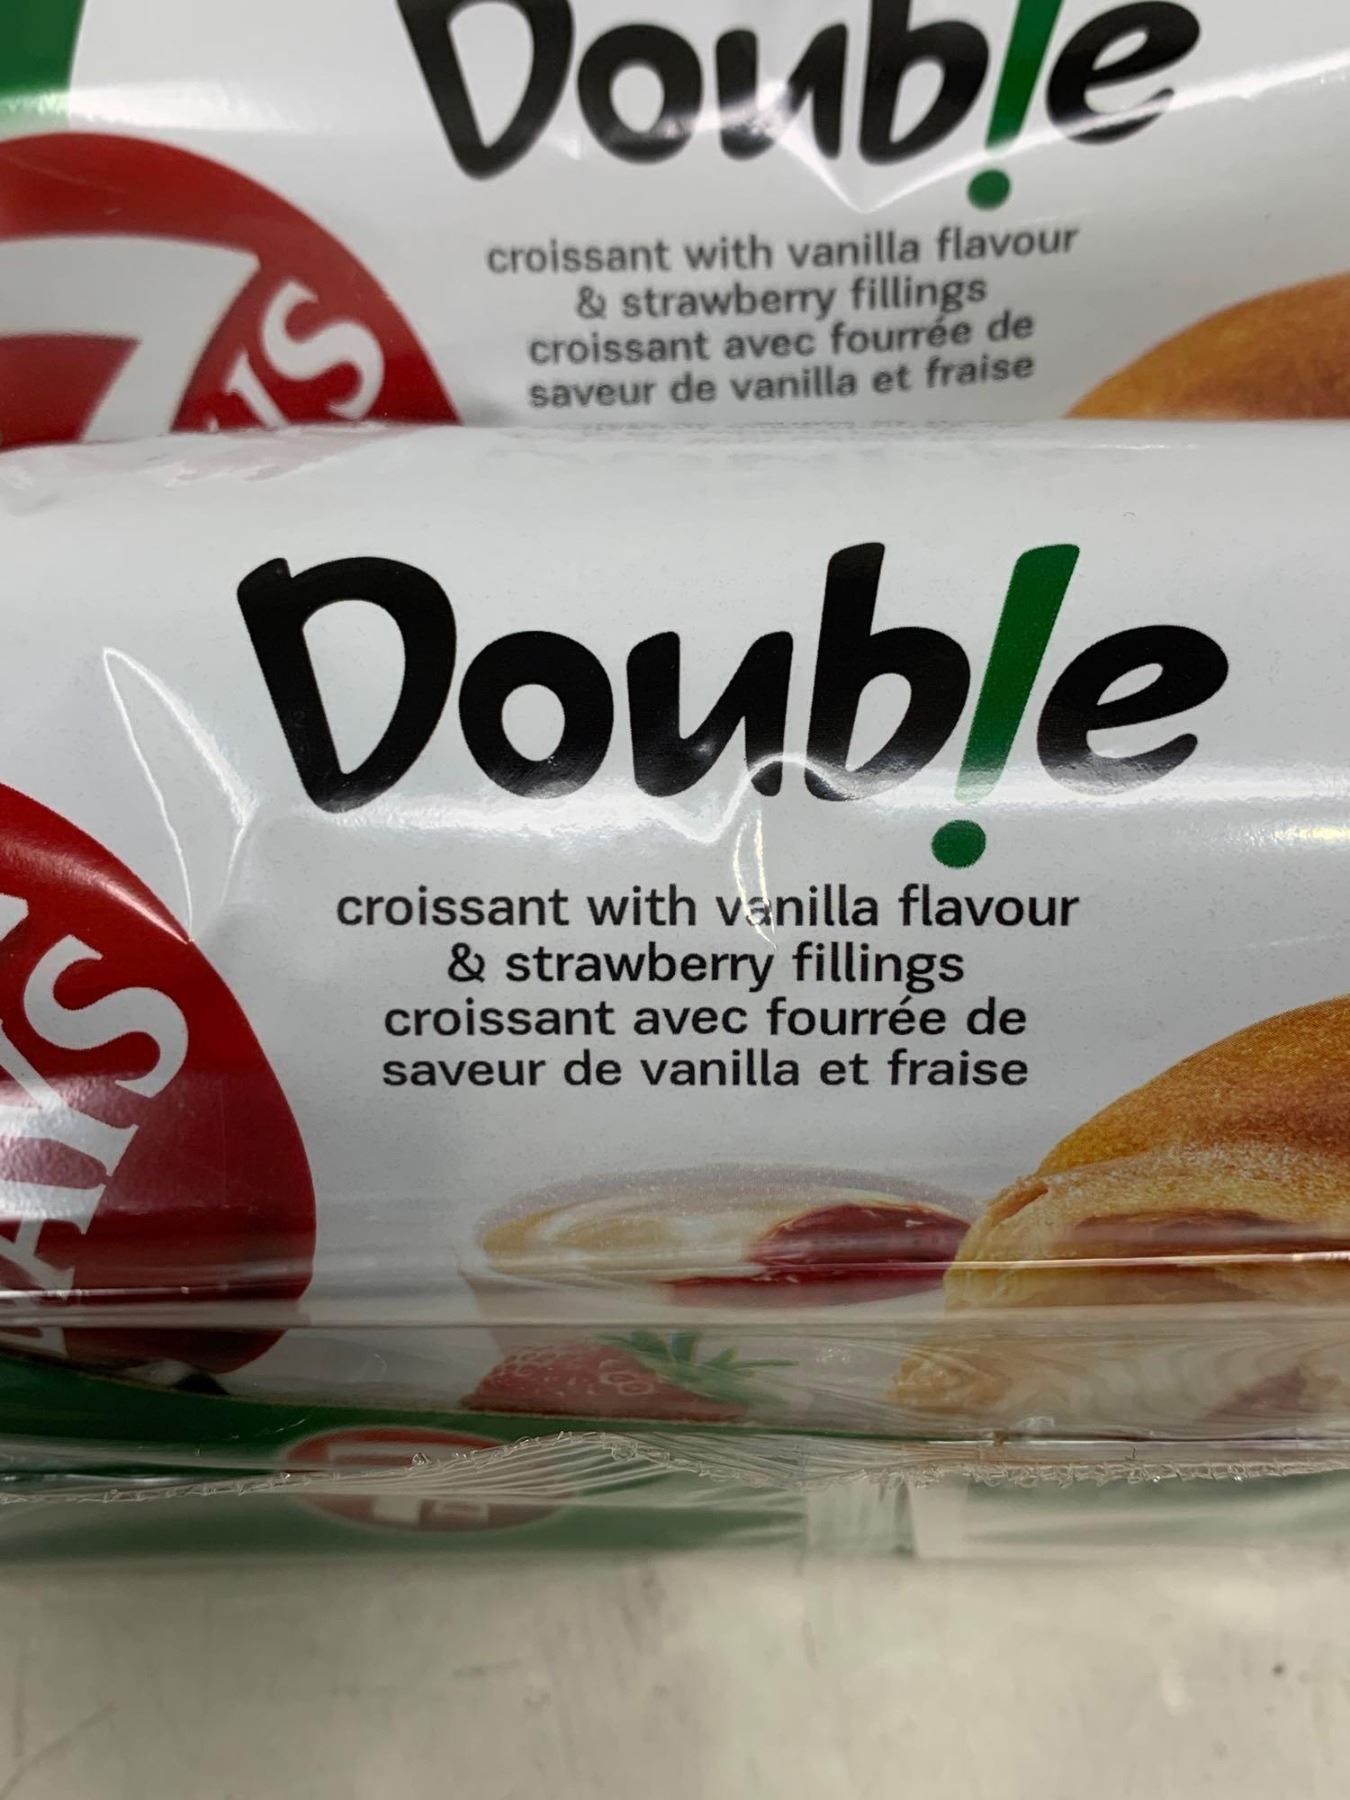 Double
croissant with vanilla flavour
& strawberry fillings
croissant avec fourrée de
saveur de vanilla et fraise
7
Double
croissant with vanilla flavour
& strawberry fillings
croissant avec fourrée de
saveur de vanilla et fraise